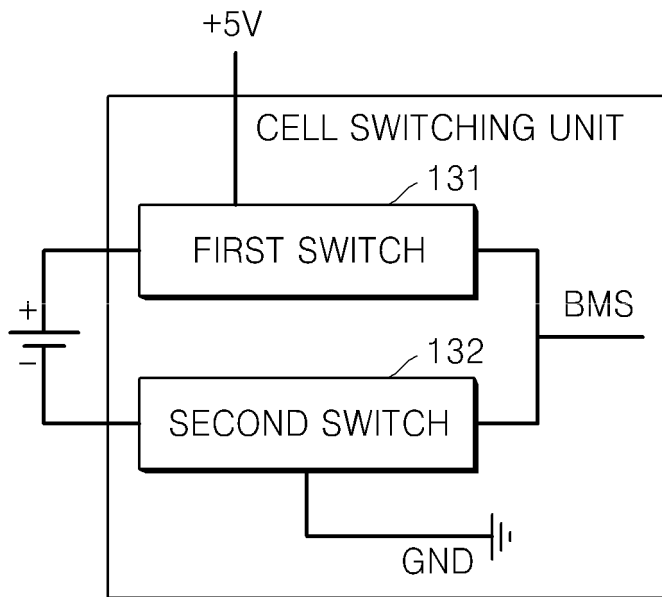 +5V
CELL SWITCHING UNIT
131
FIRST SWITCH
+
BMS
−
132
SECOND SWITCH
GND